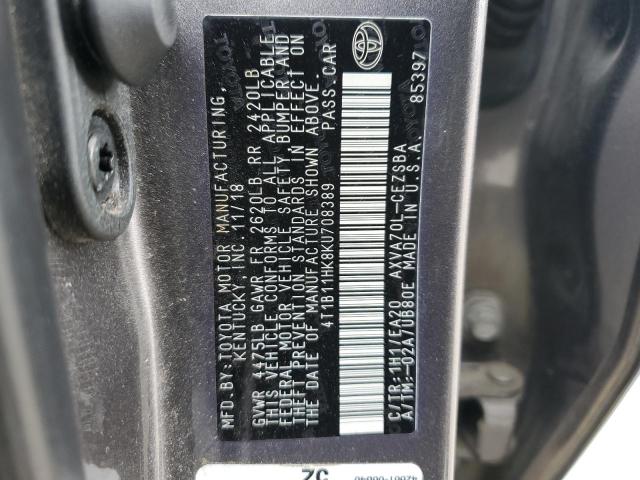 MFD.BY: TOYOTA MOTOR MANUFACTURING,
KENTUCKY, INC. 11/18
GVWR 4475LB GAWR FR 2620LB RR 2420LB
THIS VEHICLE CONFORMS TO ALL APPLICABLE
FEDERAL MOTOR VEHICLE SAFETY, BUMPER, AND
THEFT PREVENTION STANDARDS IN EFFECT ON
THE DATE OF MANUFACTURE SHOWN ABOVE.
4T1B11HK8KU708389 PASS. CAR
C/TR: 1H1/EA20 AXVA70L-CEZSBA
A/TM: -02A/UB80E MADE IN U.S.A. 85397
52